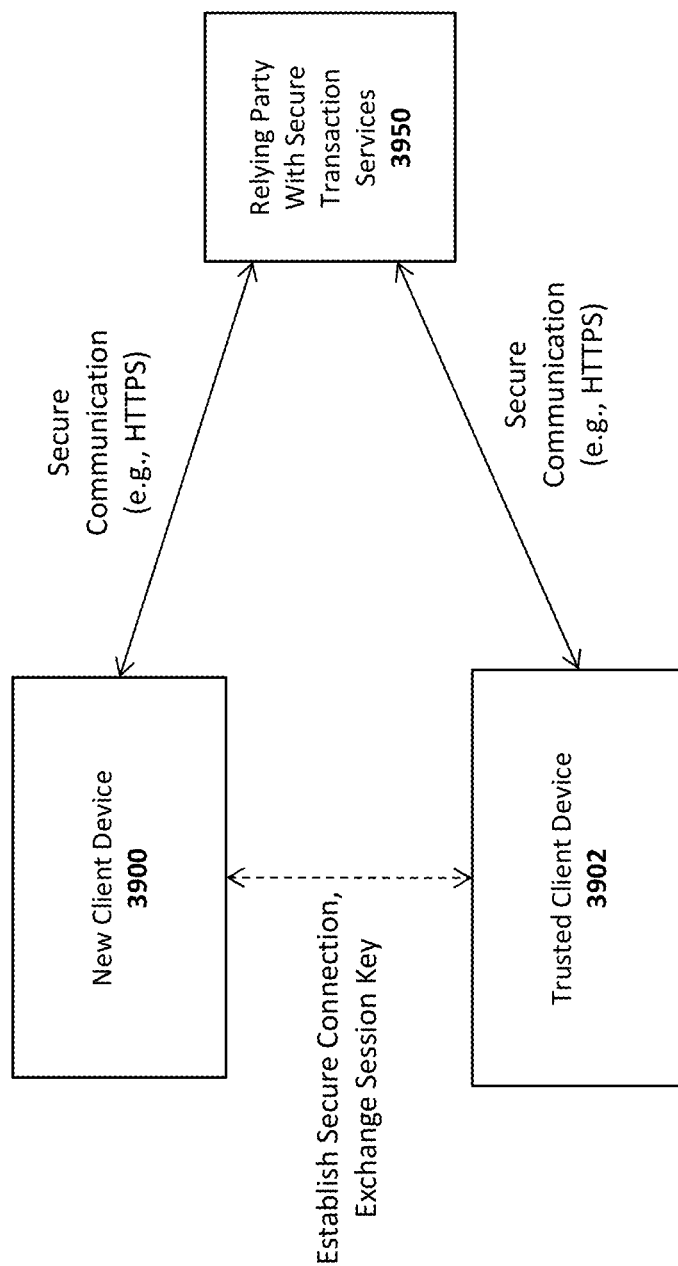 New Client Device
3900
Establish Secure Connection,
Exchange Session Key
Trusted Client Device
3902
Secure
Communication
(e.g., HTTPS)
Secure
Communication
(e.g., HTTPS)
Relying Party
With Secure
Transaction
Services
3950